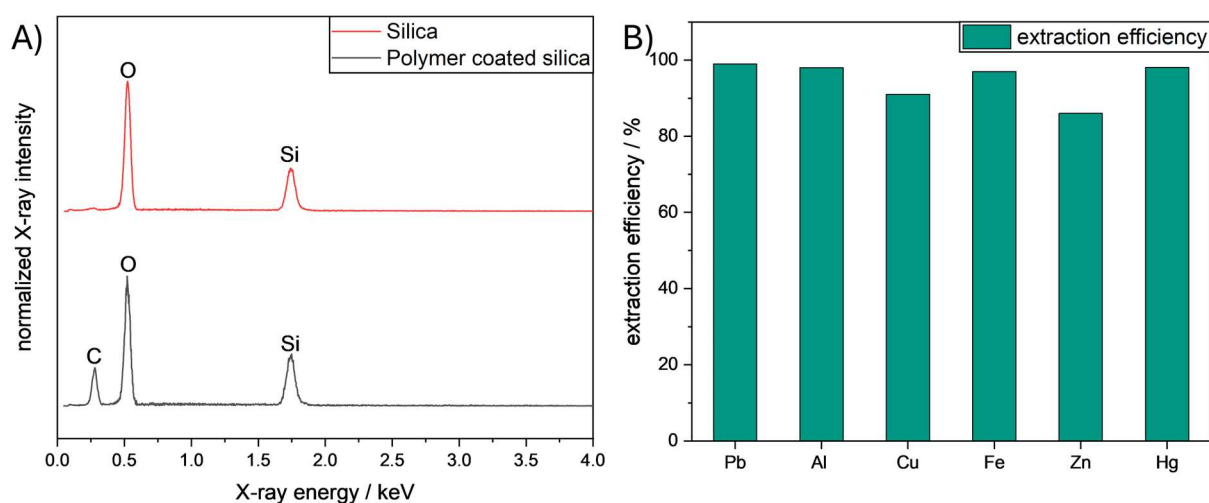 A)
Silica
Polymer coated silica
O
Si
O
C
Si
normalized X-ray intensity
0.0 0.5 1.0 1.5 2.0 2.5 3.0 3.5 4.0
X-ray energy / keV
B)
extraction efficiency
100
80
60
40
20
0
extraction efficiency / %
Pb Al Cu Fe Zn Hg